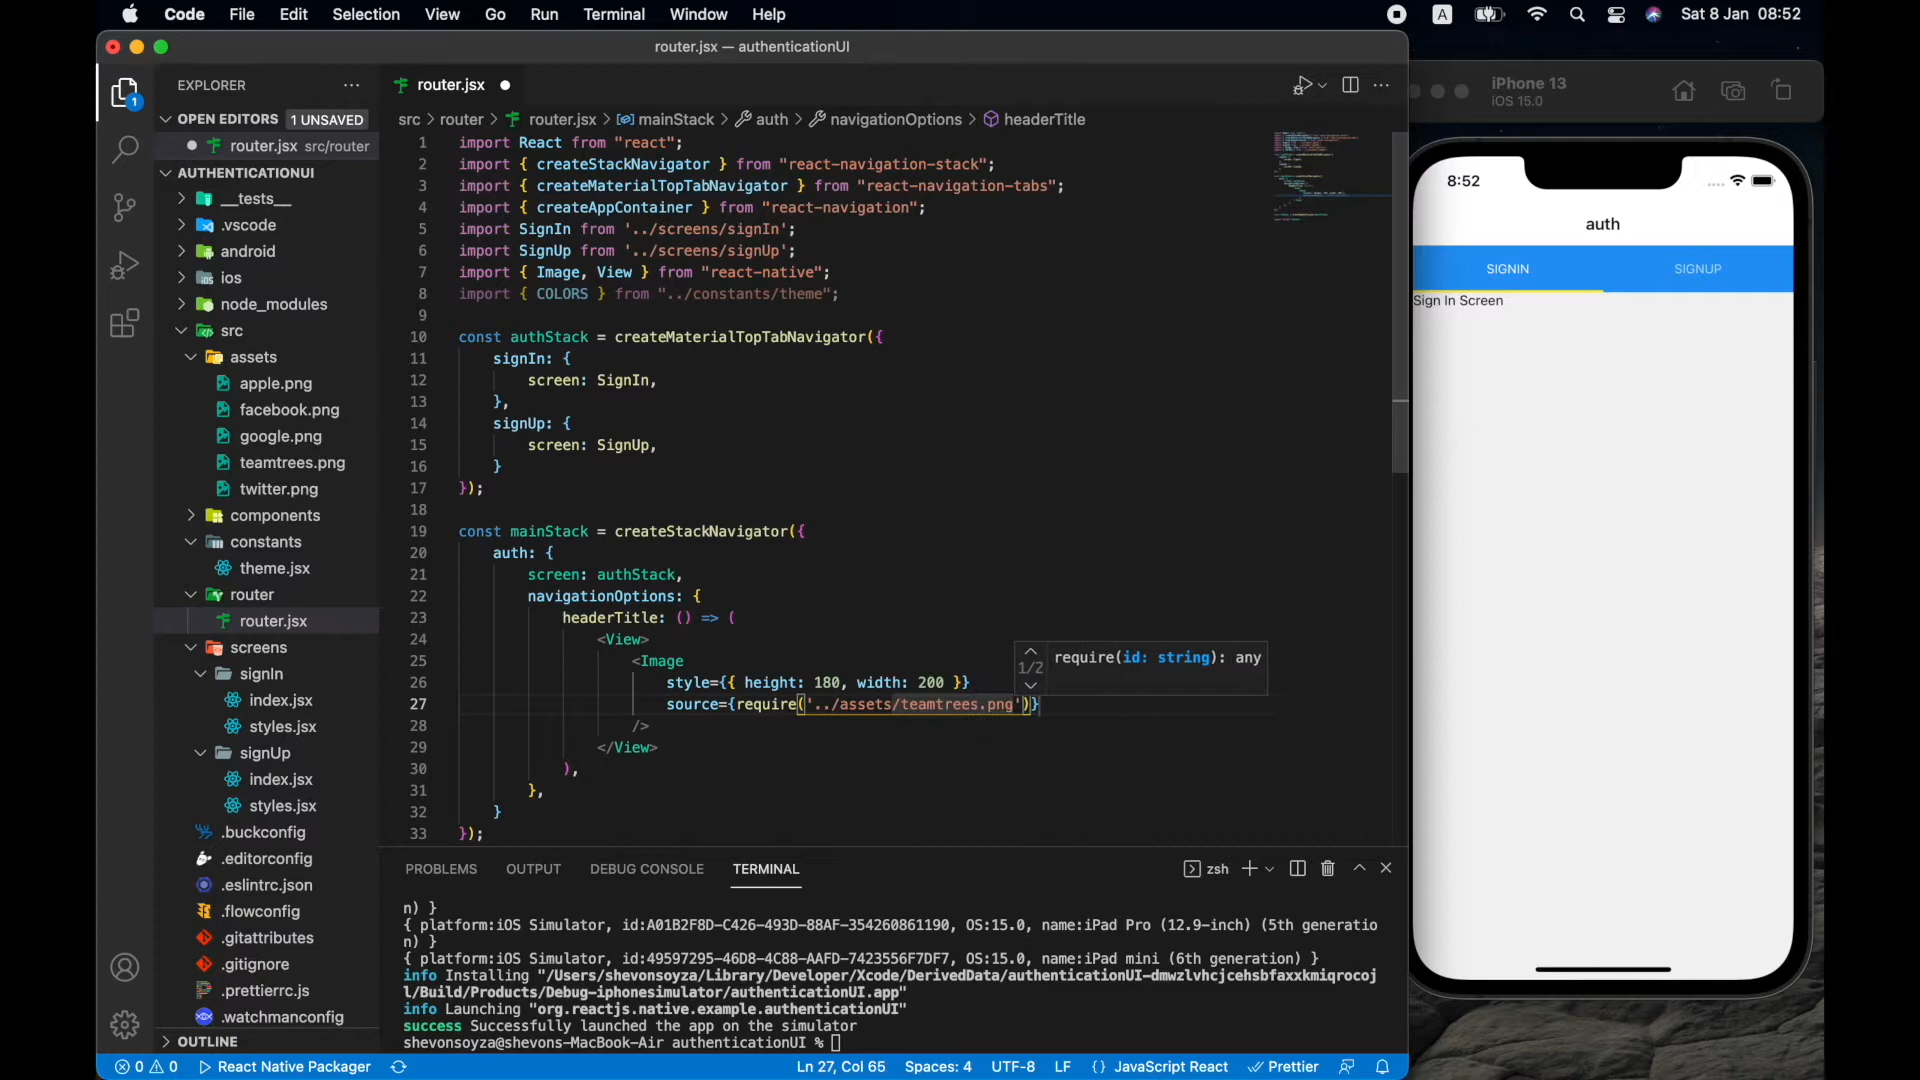 Code File Edit Selection View Go Run Terminal Window Help
A
Sat 8 Jan 08:52
router.jsx — authenticationUI
EXPLORER
OPEN EDITORS 1 UNSAVED
router.jsx src/router
AUTHENTICATIONUI
__tests__
.vscode
android
ios
node_modules
src
assets
apple.png
facebook.png
google.png
teamtrees.png
twitter.png
components
constants
theme.jsx
router
router.jsx
screens
signIn
index.jsx
styles.jsx
signUp
index.jsx
styles.jsx
.buckconfig
.editorconfig
.eslintrc.json
.flowconfig
.gitattributes
.gitignore
.prettierrc.js
.watchmanconfig
OUTLINE
1
router.jsx
src > router > router.jsx > mainStack > auth > navigationOptions > headerTitle
1 import React from "react";
2 import { createStackNavigator } from "react-navigation-stack";
3 import { createMaterialTopTabNavigator } from "react-navigation-tabs";
4 import { createAppContainer } from "react-navigation";
5 import SignIn from '../screens/signIn';
6 import SignUp from '../screens/signUp';
7 import { Image, View } from "react-native";
8 import { COLORS } from "../constants/theme";
9
10 const authStack = createMaterialTopTabNavigator({
11 signIn: {
12 screen: SignIn,
13 },
14 signUp: {
15 screen: SignUp,
16 }
17 });
18
19 const mainStack = createStackNavigator({
20 auth: {
21 screen: authStack,
22 navigationOptions: {
23 headerTitle: () => (
24 <View>
25 <Image
26 style={{ height: 180, width: 200 }}
27 source={require('../assets/teamtrees.png')}
28 />
29 </View>
30 ),
31 },
32 }
33 });
1/2 require(id: string): any
PROBLEMS OUTPUT DEBUG CONSOLE TERMINAL
zsh
n) }
{ platform:iOS Simulator, id:A01B2F8D-C426-493D-88AF-354260861190, OS:15.0, name:iPad Pro (12.9-inch) (5th generatio
n) }
{ platform:iOS Simulator, id:49597295-46D8-4C88-AAFD-7423556F7DF7, OS:15.0, name:iPad mini (6th generation) }
info Installing "/Users/shevonsoyza/Library/Developer/Xcode/DerivedData/authenticationUI-dmwzlvhcjcehsbfaxxkmiqrocoj
l/Build/Products/Debug-iphonesimulator/authenticationUI.app"
info Launching "org.reactjs.native.example.authenticationUI"
success Successfully launched the app on the simulator
shevonsoyza@shevons-MacBook-Air authenticationUI %
0 0 React Native Packager
Ln 27, Col 65 Spaces: 4 UTF-8 LF {} JavaScript React Prettier
iPhone 13
iOS 15.0
8:52
auth
SIGNIN SIGNUP
Sign In Screen